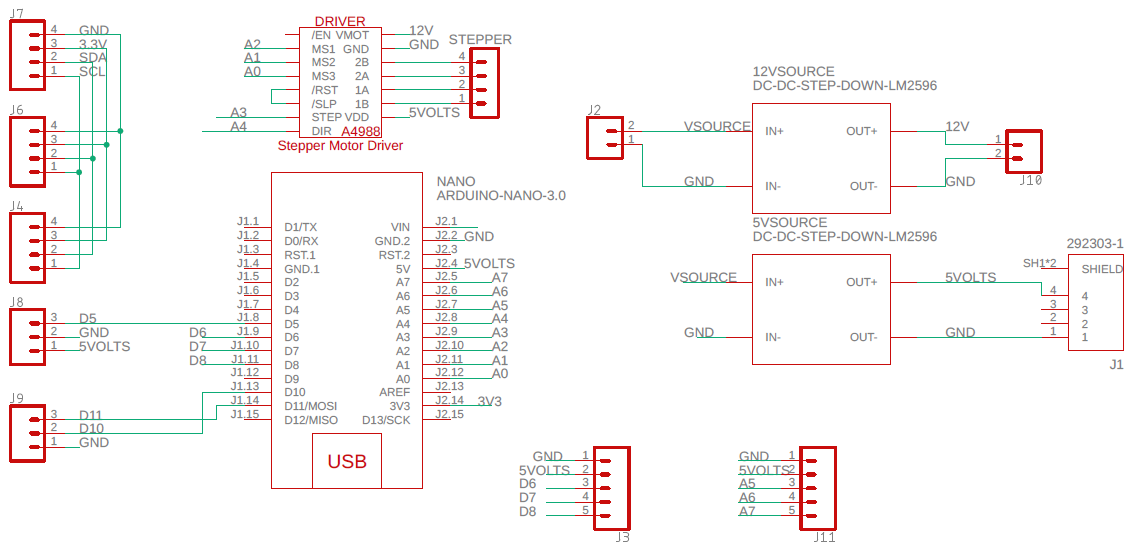 J7
4 GND
3 3.3V
2 SDA
1 SCL
J6
4
3
2
1
J4
4
3
2
1
J8
3 D5
2 GND
1 5VOLTS
J9
3 D11
2 D10
1 GND
DRIVER
/EN VMOT 12V
A2 MS1 GND GND
A1 MS2 2B
A0 MS3 2A
/RST 1A
/SLP 1B
A3 STEP VDD 5VOLTS
A4 DIR A4988
Stepper Motor Driver
STEPPER
4
3
2
1
NANO
ARDUINO-NANO-3.0
J1.1 D1/TX VIN J2.1
J1.2 D0/RX GND.2 J2.2 GND
J1.3 RST.1 RST.2 J2.3
J1.4 GND.1 5V J2.4 5VOLTS
J1.5 D2 A7 J2.5 A7
J1.6 D3 A6 J2.6 A6
J1.7 D4 A5 J2.7 A5
J1.8 D5 A4 J2.8 A4
D6 J1.9 D6 A3 J2.9 A3
D7 J1.10 D7 A2 J2.10 A2
D8 J1.11 D8 A1 J2.11 A1
J1.12 D9 A0 J2.12 A0
J1.13 D10 AREF J2.13
J1.14 D11/MOSI 3V3 J2.14 3V3
J1.15 D12/MISO D13/SCK J2.15
USB
12VSOURCE
DC-DC-STEP-DOWN-LM2596
J2
2 VSOURCE IN+ OUT+ 12V
1
GND IN- OUT- GND
1
2
J10
5VSOURCE
DC-DC-STEP-DOWN-LM2596
VSOURCE IN+ OUT+ 5VOLTS
GND IN- OUT- GND
292303-1
SH1*2 SHIELD
4 4
3 3
2 2
1 1
J1
GND 1
5VOLTS 2
D6 3
D7 4
D8 5
J3
GND 1
5VOLTS 2
A5 3
A6 4
A7 5
J11